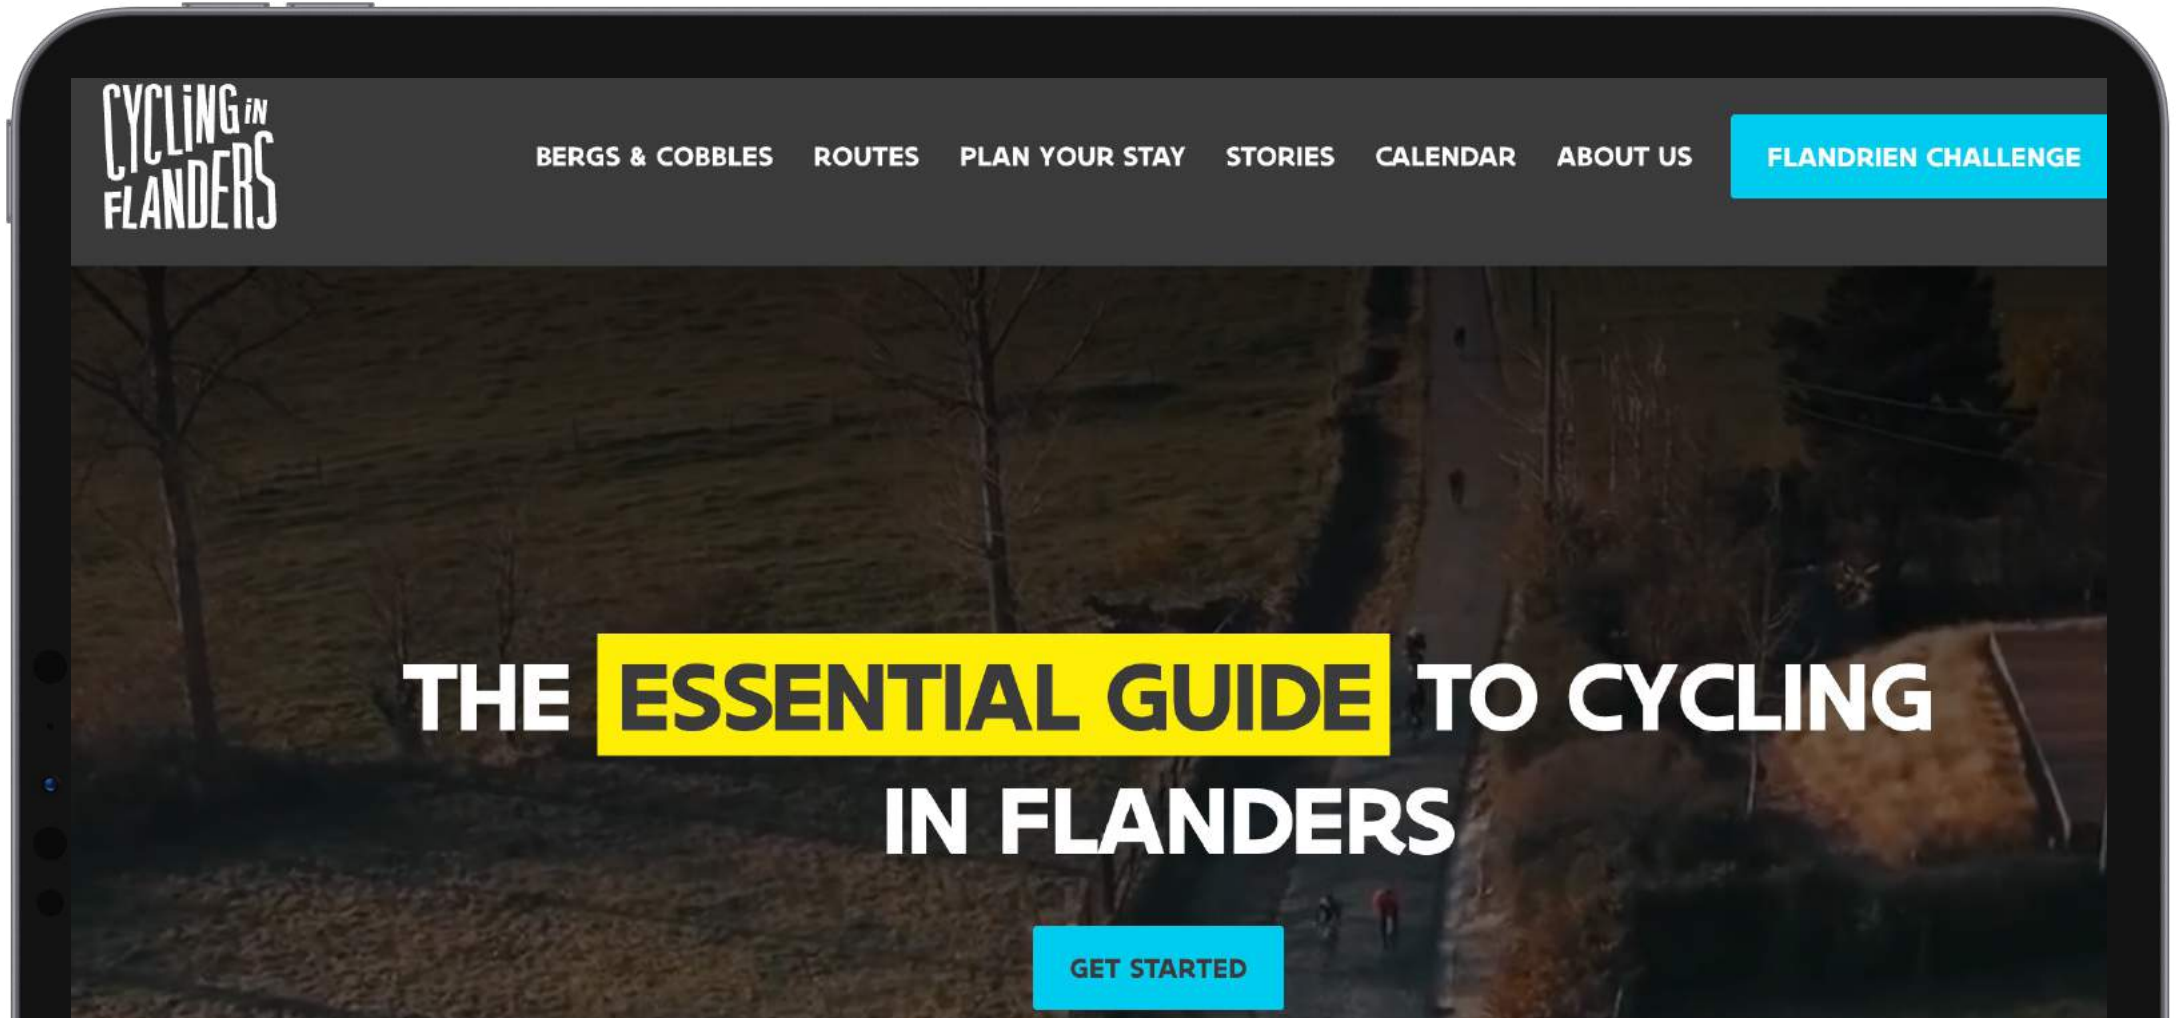 CYCLiNG iN
FLANDERS
BERGS & COBBLES ROUTES PLAN YOUR STAY STORIES CALENDAR ABOUT US FLANDRIEN CHALLENGE
THE ESSENTIAL GUIDE TO CYCLING
IN FLANDERS
GET STARTED